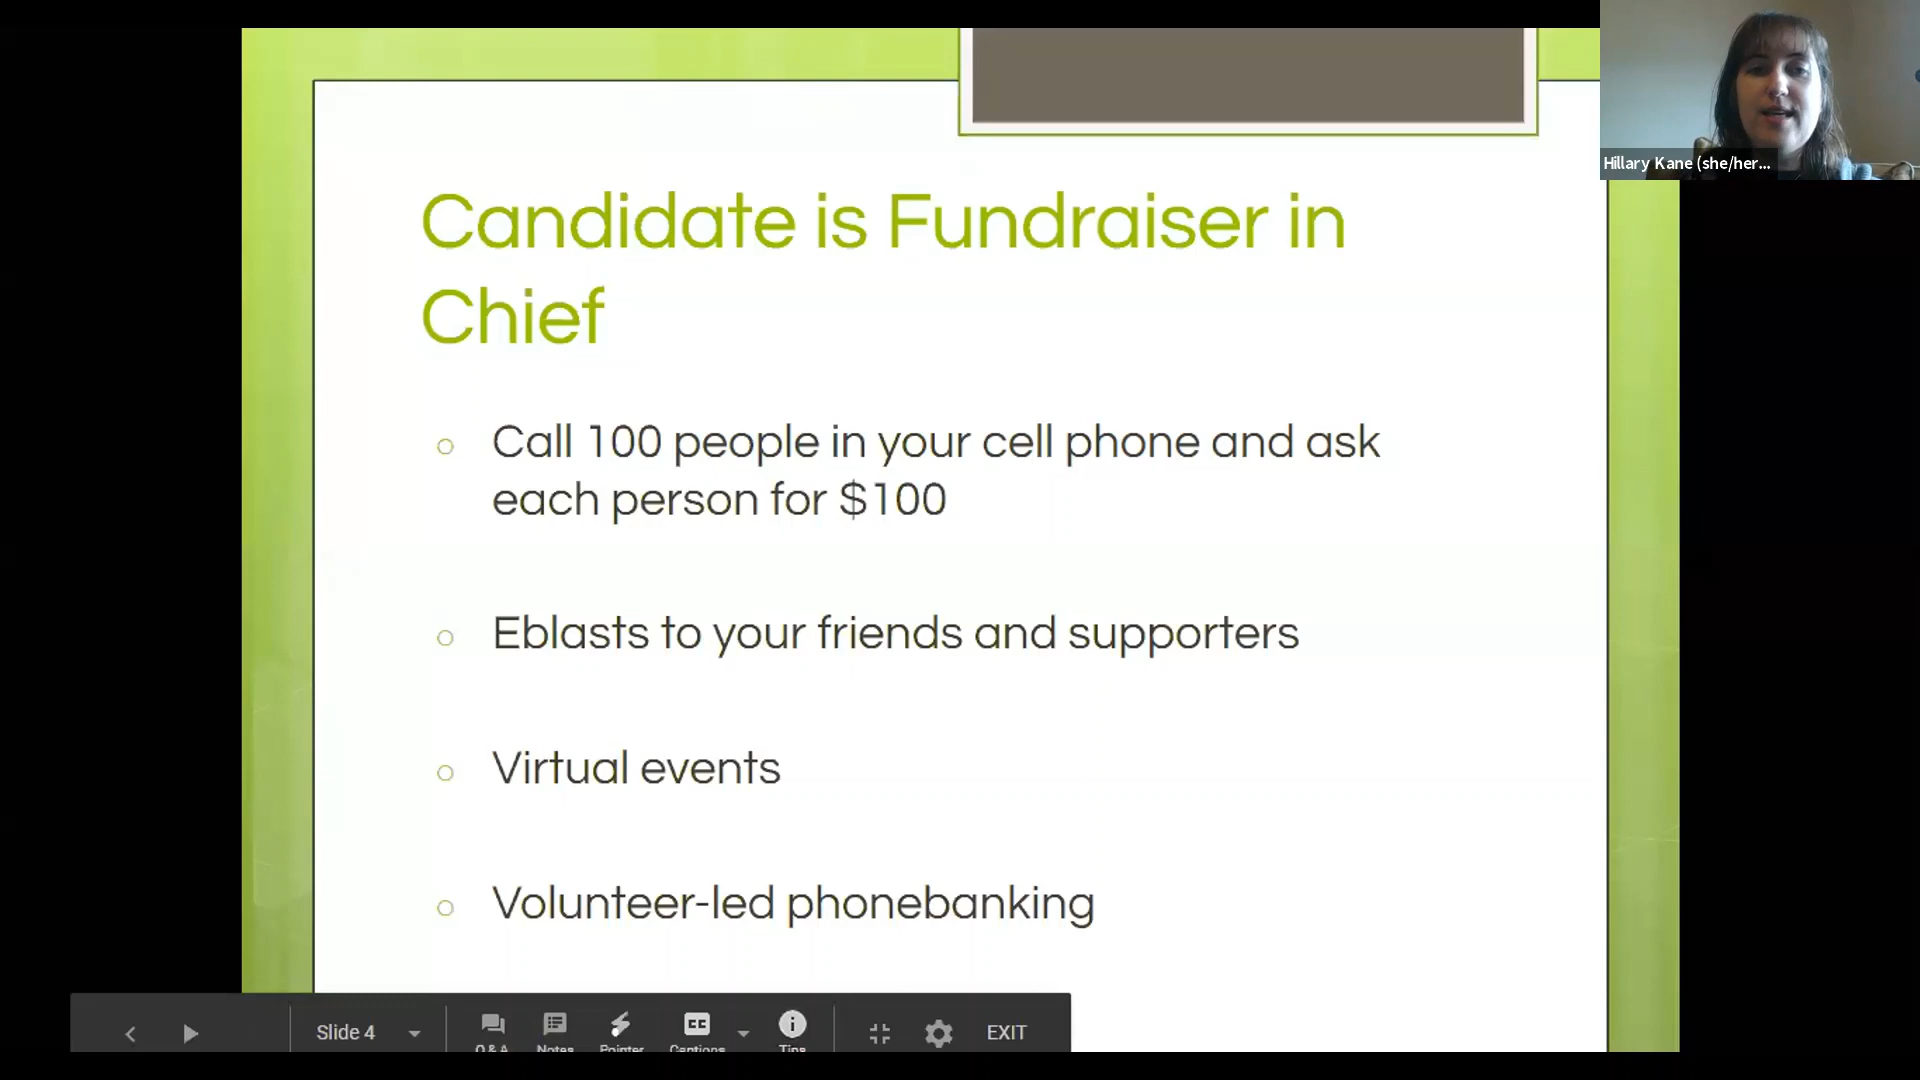 Hillary Kane (she/her...
Candidate is Fundraiser in
Chief
○ Call 100 people in your cell phone and ask
each person for $100
○ Eblasts to your friends and supporters
○ Virtual events
○ Volunteer-led phonebanking
Slide 4
Q&A Notes Pointer Captions Tips
EXIT